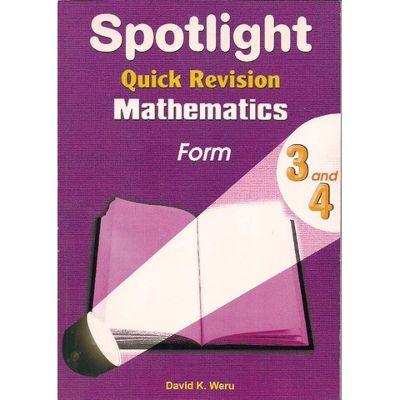 Spotlight
Quick Revision
Mathematics
Form
3 and
4
David K. Weru